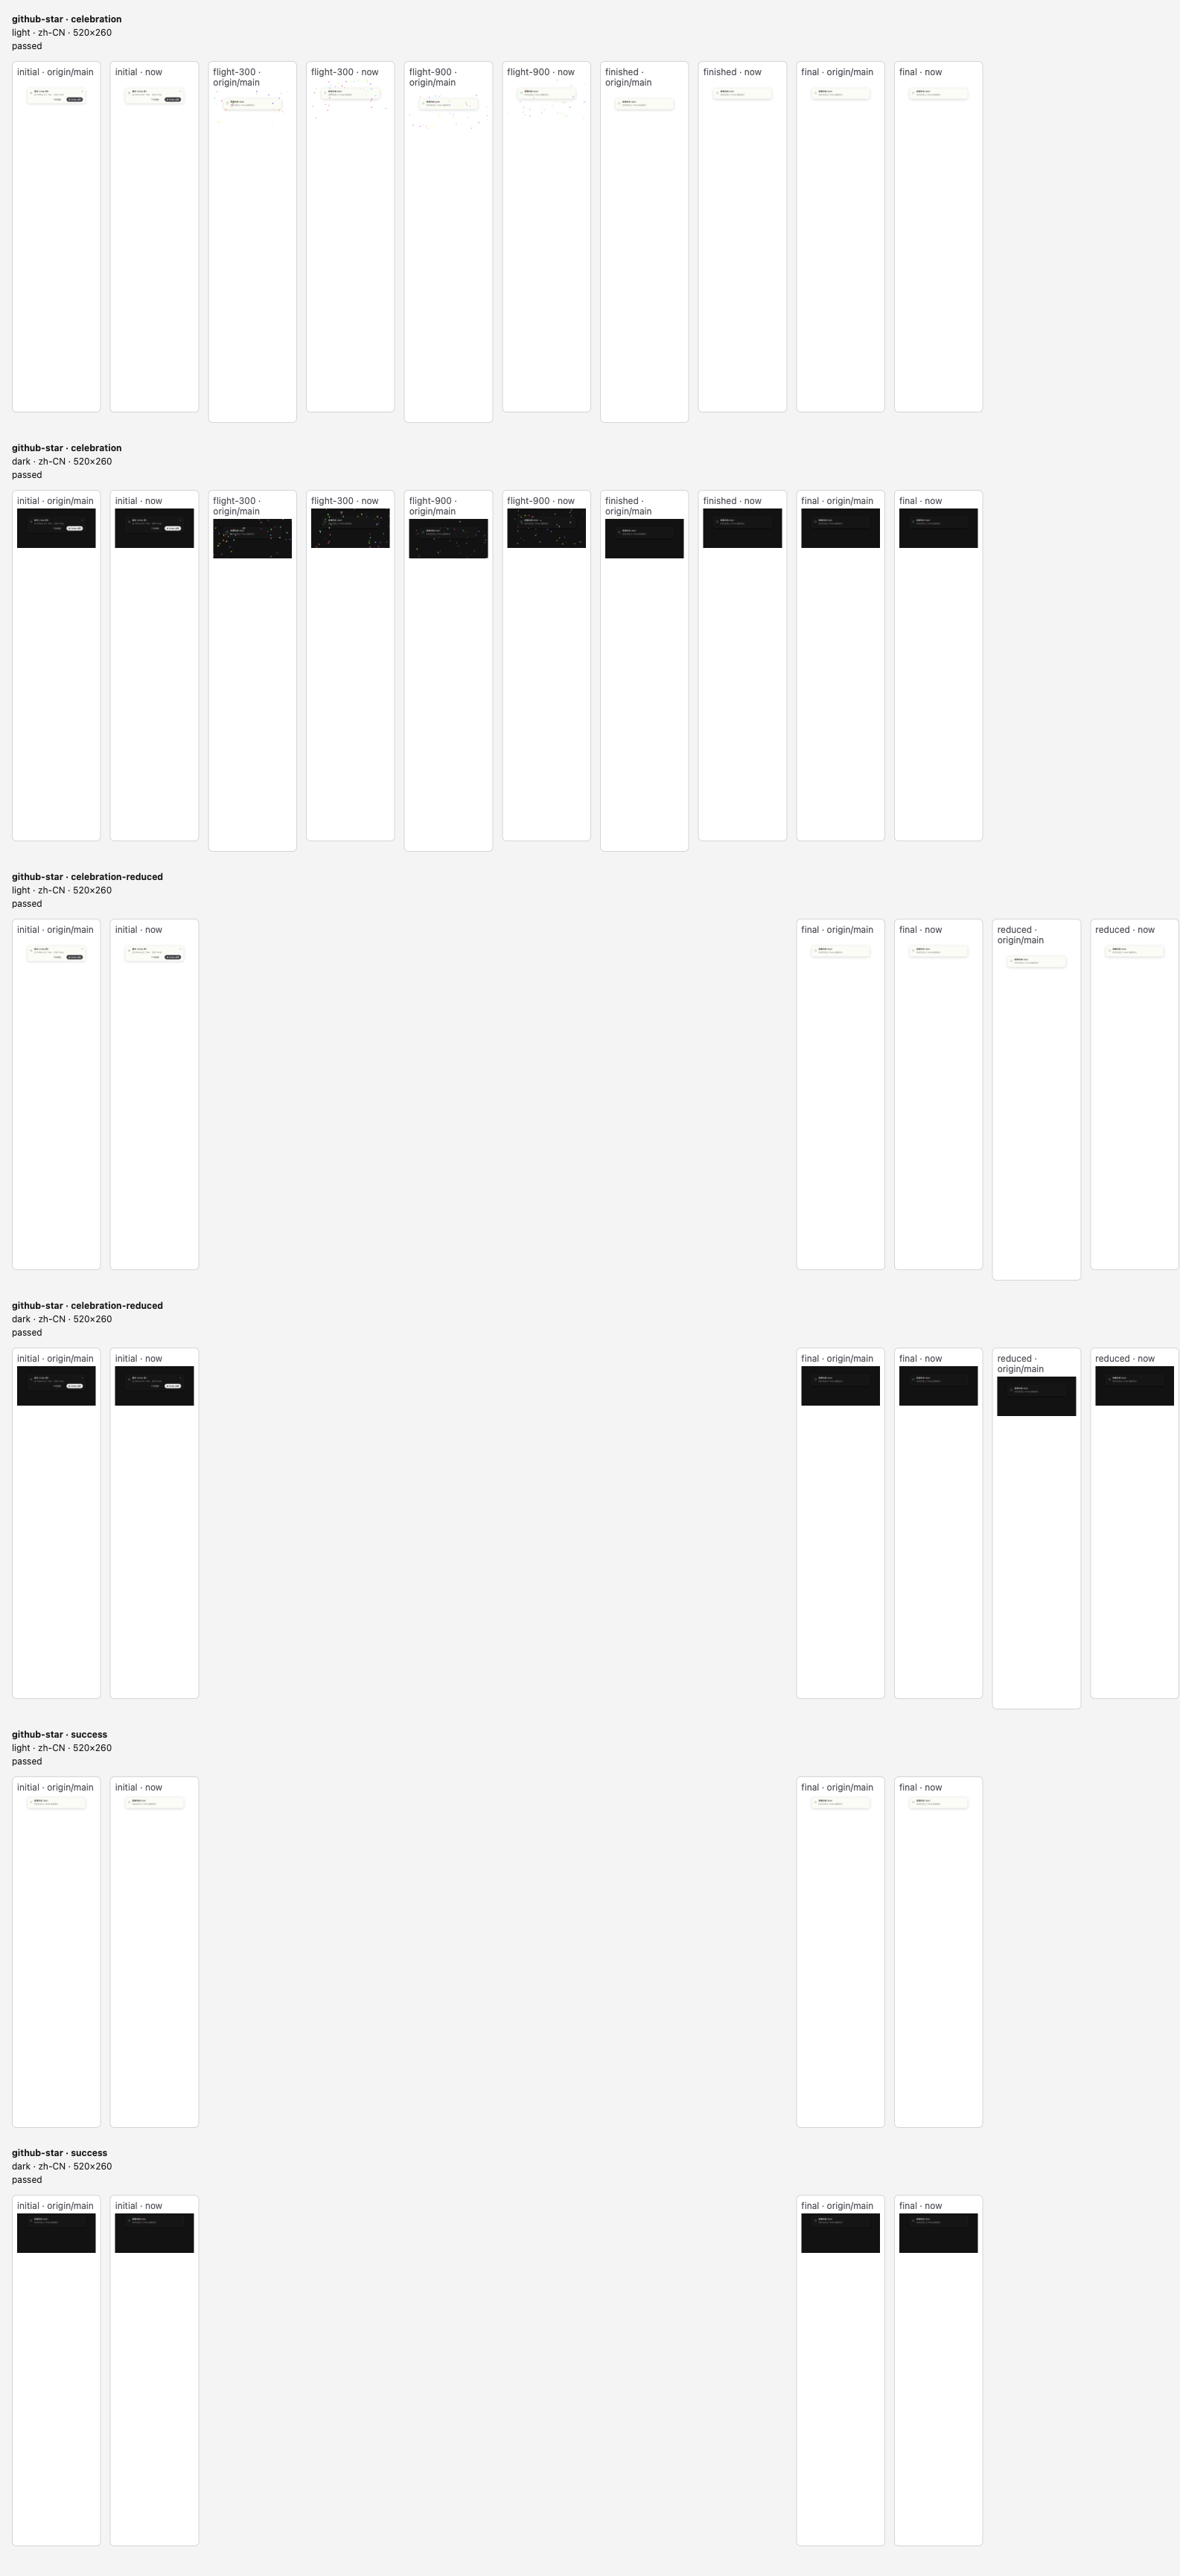 github-star · celebration
light · zh-CN · 520×260
passed
initial · origin/main
initial · now
flight-300 ·
origin/main
flight-300 · now
flight-900 ·
origin/main
flight-900 · now
finished ·
origin/main
finished · now
final · origin/main
final · now
github-star · celebration
dark · zh-CN · 520×260
passed
initial · origin/main
initial · now
flight-300 ·
origin/main
flight-300 · now
flight-900 ·
origin/main
flight-900 · now
finished ·
origin/main
finished · now
final · origin/main
final · now
github-star · celebration-reduced
light · zh-CN · 520×260
passed
initial · origin/main
initial · now
final · origin/main
final · now
reduced ·
origin/main
reduced · now
github-star · celebration-reduced
dark · zh-CN · 520×260
passed
initial · origin/main
initial · now
final · origin/main
final · now
reduced ·
origin/main
reduced · now
github-star · success
light · zh-CN · 520×260
passed
initial · origin/main
initial · now
final · origin/main
final · now
github-star · success
dark · zh-CN · 520×260
passed
initial · origin/main
initial · now
final · origin/main
final · now